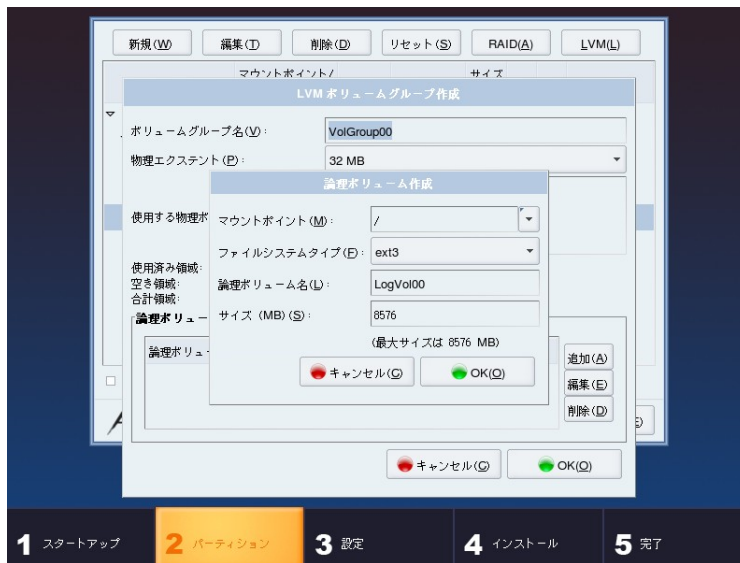 新規(W) 編集(T) 削除(D) リセット(S) RAID(A) LVM(L)
マウントポイント/ サイズ
LVM ボリュームグループ作成
ボリュームグループ名(V): VolGroup00
物理エクステント(P): 32 MB
論理ボリューム作成
使用する物理ボ
マウントポイント(M): /
ファイルシステムタイプ(F): ext3
論理ボリューム名(L): LogVol00
サイズ (MB)(S): 8576
(最大サイズは 8576 MB)
キャンセル(C) OK(O)
使用済み領域:
空き領域:
合計領域:
論理ボリュー
論理ボリュー
追加(A)
編集(E)
削除(D)
キャンセル(C) OK(O)
1 スタートアップ 2 パーティション 3 設定 4 インストール 5 完了